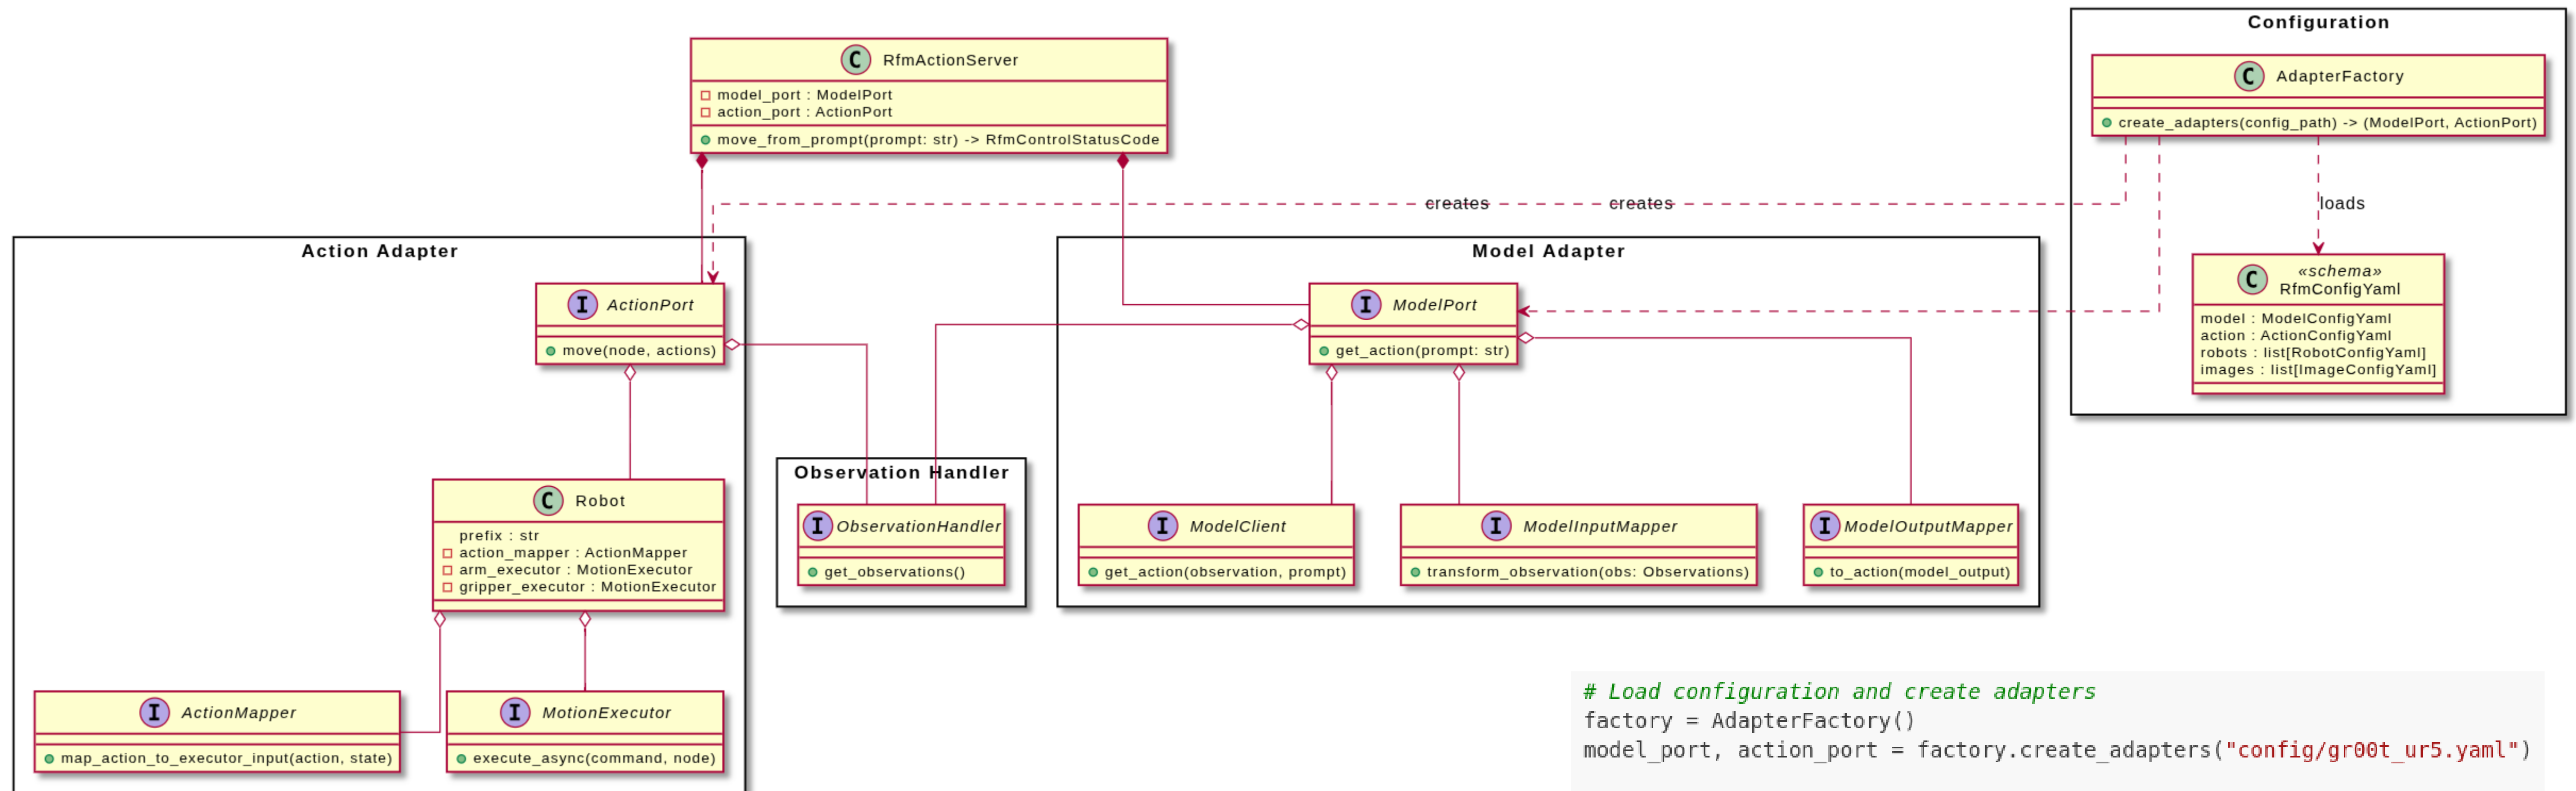 Configuration
C AdapterFactory
create_adapters(config_path) -> (ModelPort, ActionPort)
C RfmActionServer
model_port : ModelPort
action_port : ActionPort
move_from_prompt(prompt: str) -> RfmControlStatusCode
creates
creates
loads
C «schema»
RfmConfigYaml
model : ModelConfigYaml
action : ActionConfigYaml
robots : list[RobotConfigYaml]
images : list[ImageConfigYaml]
Action Adapter
I ActionPort
move(node, actions)
C Robot
prefix : str
action_mapper : ActionMapper
arm_executor : MotionExecutor
gripper_executor : MotionExecutor
I ActionMapper
map_action_to_executor_input(action, state)
I MotionExecutor
execute_async(command, node)
Observation Handler
I ObservationHandler
get_observations()
Model Adapter
I ModelPort
get_action(prompt: str)
I ModelClient
get_action(observation, prompt)
I ModelInputMapper
transform_observation(obs: Observations)
I ModelOutputMapper
to_action(model_output)
# Load configuration and create adapters
factory = AdapterFactory()
model_port, action_port = factory.create_adapters("config/gr00t_ur5.yaml")